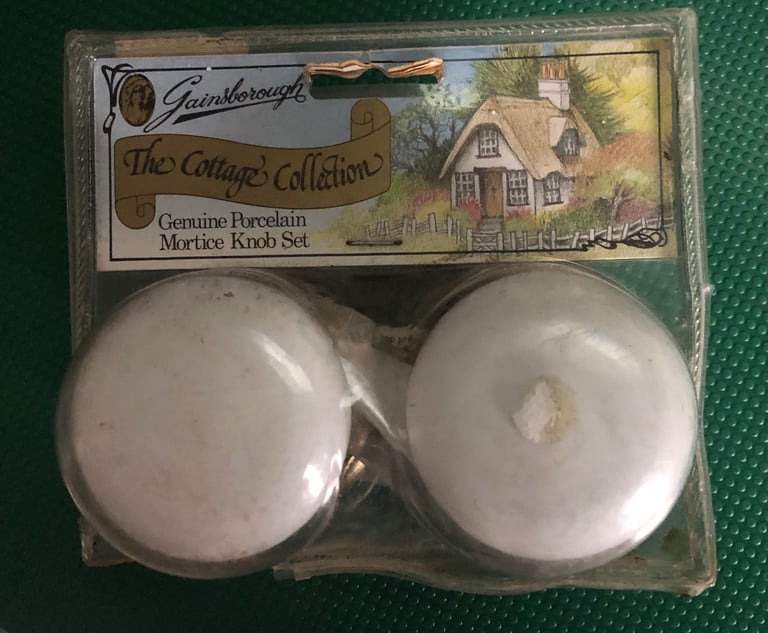 Gainsborough
The Cottage Collection
Genuine Porcelain
Mortice Knob Set